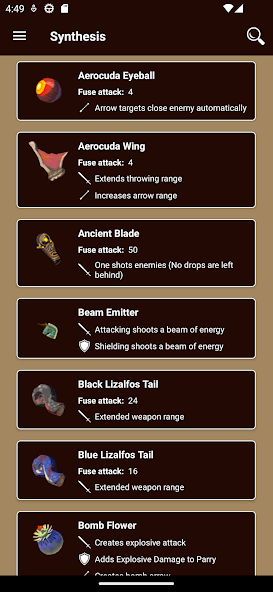 4:49
Synthesis
Aerocuda Eyeball
Fuse attack: 4
Arrow targets close enemy automatically
Aerocuda Wing
Fuse attack: 4
Extends throwing range
Increases arrow range
Ancient Blade
Fuse attack: 50
One shots enemies (No drops are left
behind)
Beam Emitter
Attacking shoots a beam of energy
Shielding shoots a beam of energy
Black Lizalfos Tail
Fuse attack: 24
Extended weapon range
Blue Lizalfos Tail
Fuse attack: 16
Extended weapon range
Bomb Flower
Creates explosive attack
Adds Explosive Damage to Parry
Creates bomb arrow